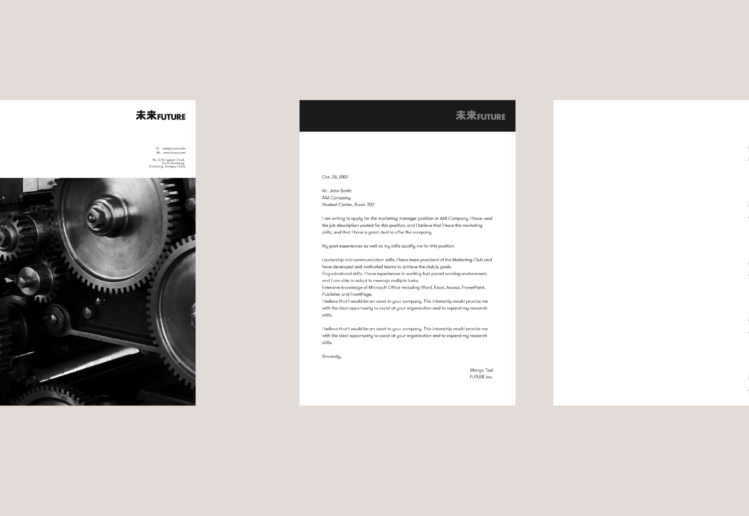 未来FUTURE
未来FUTURE
Oct. 25, 2007
Mr. John Smith
AAA Company
Student Center, Room 302
I am writing to apply for the marketing manager position at AAA Company. I have read
the job description posted for this position, and I believe that I have the marketing
skills, and that I have a great deal to offer the company.
My past experiences as well as my skills qualify me for this position.
Leadership and communication skills. I have been president of the Marketing Club and
have developed and motivated teams to achieve the goals.
Organizational skills. I have experiences in working fast paced working environment,
and I am able to adapt to manage multiple tasks.
Extensive knowledge of Microsoft Office including Word, Excel, Access, PowerPoint,
Publisher and FrontPage.
I believe that I would be an asset to your company. This internship would provide me
with the ideal opportunity to assist at your organization and to expand my research
skills.
I believe that I would be an asset to your company. This internship would provide me
with the ideal opportunity to assist at your organization and to expand my research
skills.
Sincerely,
FUTURE Inc.